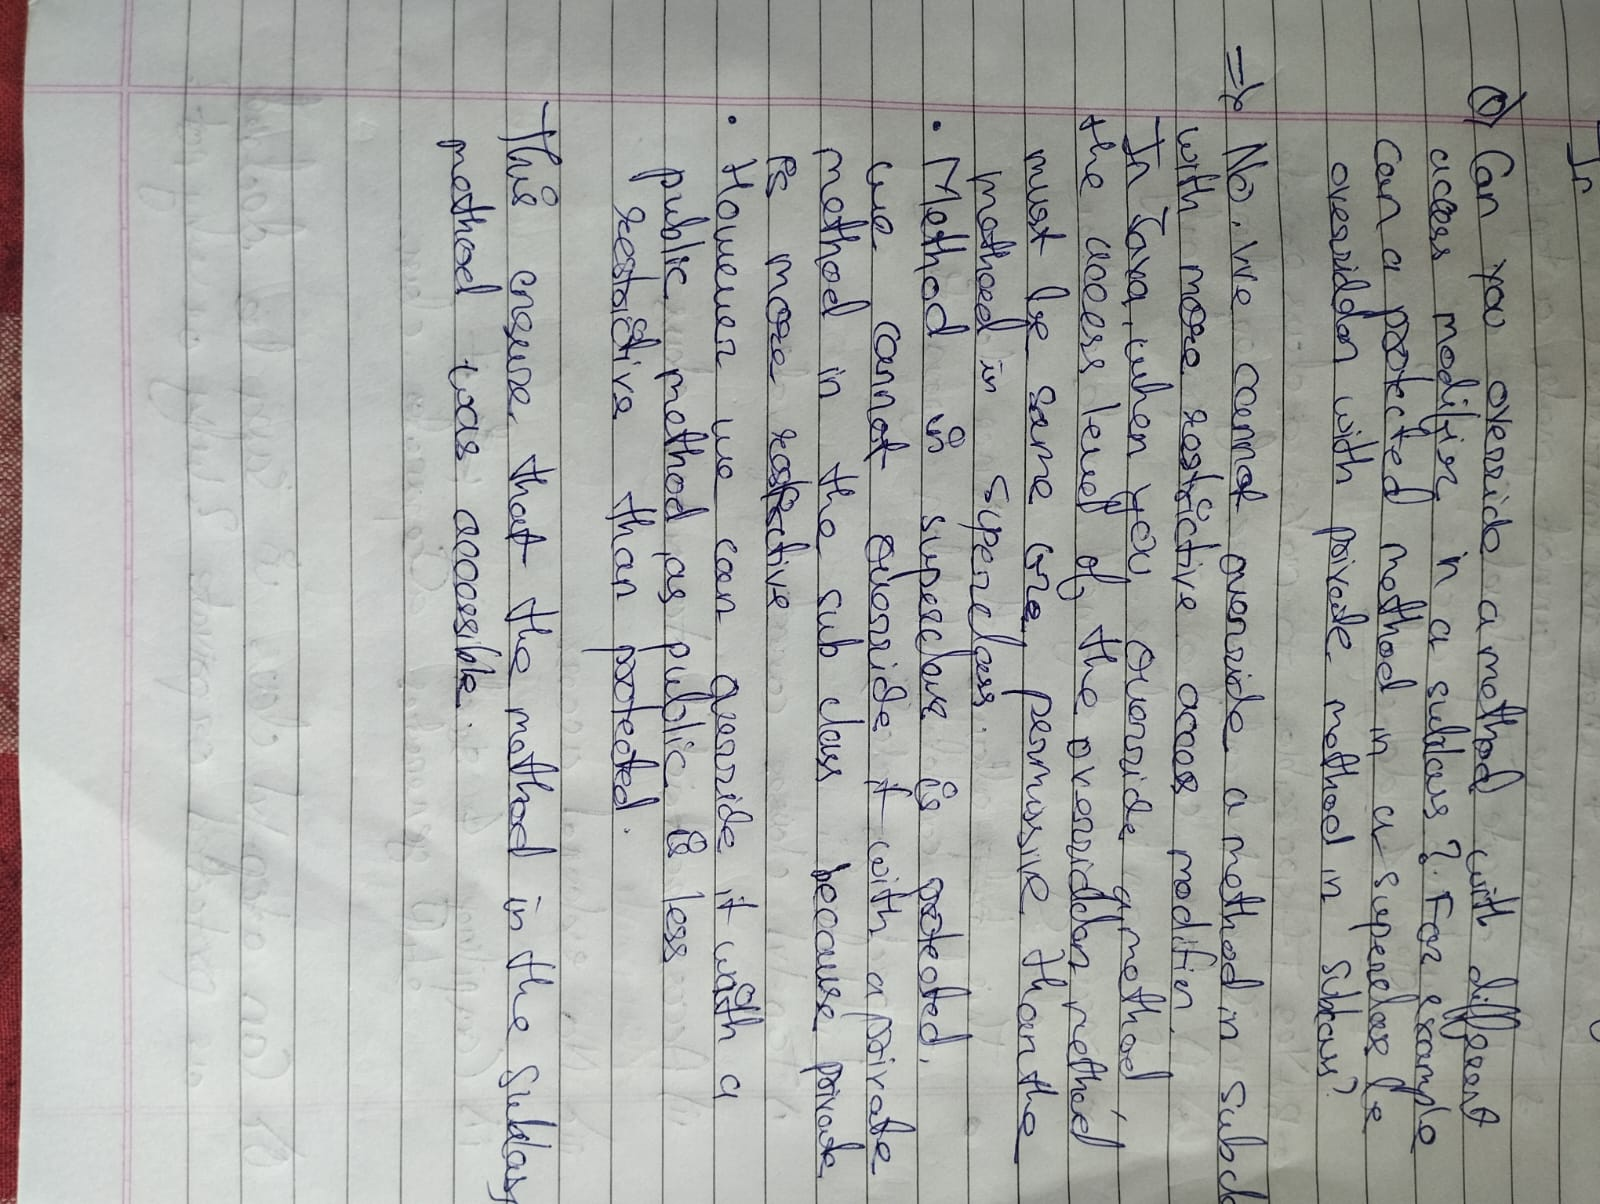 In
Q) Can you override a method with different
access modifier in a subclass? For example
can a protected method in a superclass be
overridden with private method in subclass?
=> No. We cannot override a method in subcl
with more restrictive access modifier.
In Java, when you override a method,
the access level of the overridden method
must be same or permissive than the
method in superclass.
• Method in superclass is protected,
we cannot override it with a private
method in the sub class because private
is more restrictive
• However we can override it with a
public method as public is less
restrictive than protected.
This ensure that the method in the subclass
method was accessible.